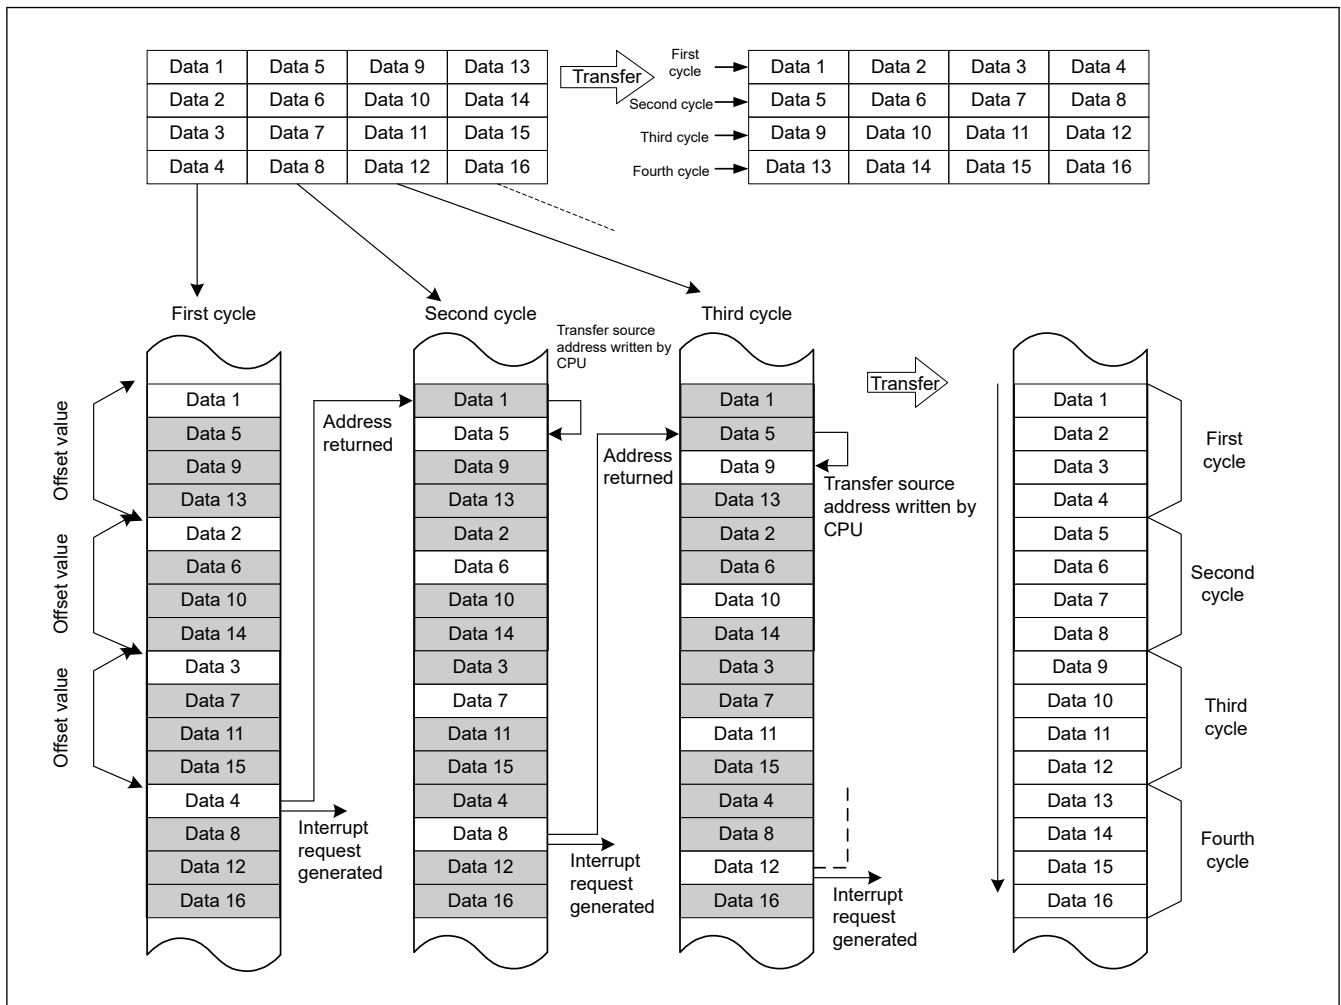 Data 1 Data 5 Data 9 Data 13
Data 2 Data 6 Data 10 Data 14
Data 3 Data 7 Data 11 Data 15
Data 4 Data 8 Data 12 Data 16
Transfer
First
cycle
Data 1 Data 2 Data 3 Data 4
Second cycle
Data 5 Data 6 Data 7 Data 8
Third cycle
Data 9 Data 10 Data 11 Data 12
Fourth cycle
Data 13 Data 14 Data 15 Data 16
First cycle
Offset value
Offset value
Offset value
Data 1
Data 5
Data 9
Data 13
Data 2
Data 6
Data 10
Data 14
Data 3
Data 7
Data 11
Data 15
Data 4
Data 8
Data 12
Data 16
Address
returned
Interrupt
request
generated
Second cycle
Transfer source
address written by
CPU
Data 1
Data 5
Data 9
Data 13
Data 2
Data 6
Data 10
Data 14
Data 3
Data 7
Data 11
Data 15
Data 4
Data 8
Data 12
Data 16
Address
returned
Interrupt
request
generated
Third cycle
Data 1
Data 5
Data 9
Data 13
Data 2
Data 6
Data 10
Data 14
Data 3
Data 7
Data 11
Data 15
Data 4
Data 8
Data 12
Data 16
Transfer source
address written by
CPU
Interrupt
request
generated
Transfer
Data 1
Data 2
Data 3
Data 4
Data 5
Data 6
Data 7
Data 8
Data 9
Data 10
Data 11
Data 12
Data 13
Data 14
Data 15
Data 16
First
cycle
Second
cycle
Third
cycle
Fourth
cycle